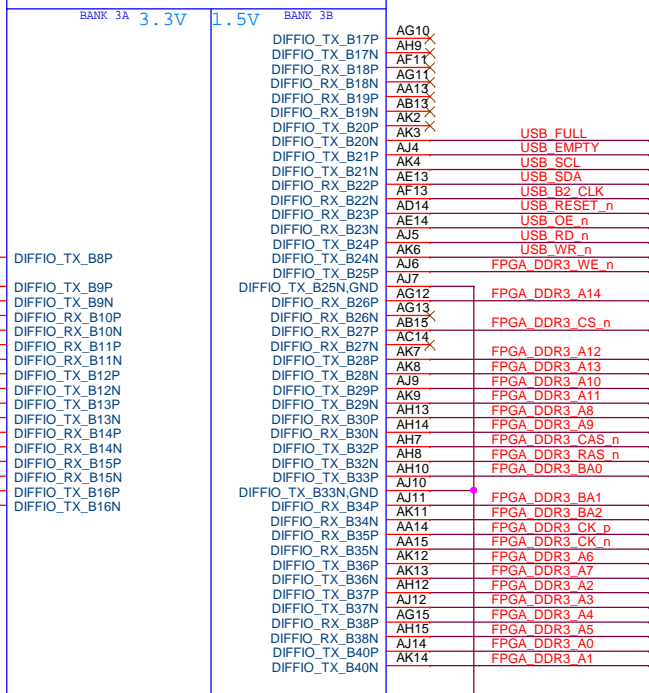 BANK 3A 3.3V
DIFFIO_TX_B8P
DIFFIO_TX_B9P
DIFFIO_TX_B9N
DIFFIO_RX_B10P
DIFFIO_RX_B10N
DIFFIO_RX_B11P
DIFFIO_RX_B11N
DIFFIO_TX_B12P
DIFFIO_TX_B12N
DIFFIO_TX_B13P
DIFFIO_TX_B13N
DIFFIO_RX_B14P
DIFFIO_RX_B14N
DIFFIO_RX_B15P
DIFFIO_RX_B15N
DIFFIO_TX_B16P
DIFFIO_TX_B16N
1.5V BANK 3B
DIFFIO_TX_B17P AG10
DIFFIO_TX_B17N AH9
DIFFIO_RX_B18P AF11
DIFFIO_RX_B18N AG11
DIFFIO_RX_B19P AA13
DIFFIO_RX_B19N AB13
DIFFIO_TX_B20P AK2
DIFFIO_TX_B20N AK3 USB_FULL
DIFFIO_TX_B21P AJ4 USB_EMPTY
DIFFIO_TX_B21N AK4 USB_SCL
DIFFIO_RX_B22P AE13 USB_SDA
DIFFIO_RX_B22N AF13 USB_B2_CLK
DIFFIO_RX_B23P AD14 USB_RESET_n
DIFFIO_RX_B23N AE14 USB_OE_n
DIFFIO_TX_B24P AJ5 USB_RD_n
DIFFIO_TX_B24N AK6 USB_WR_n
DIFFIO_TX_B25P AJ6 FPGA_DDR3_WE_n
DIFFIO_TX_B25N,GND AJ7
DIFFIO_RX_B26P AG12 FPGA_DDR3_A14
DIFFIO_RX_B26N AG13
DIFFIO_RX_B27P AB15 FPGA_DDR3_CS_n
DIFFIO_RX_B27N AC14
DIFFIO_TX_B28P AK7 FPGA_DDR3_A12
DIFFIO_TX_B28N AK8 FPGA_DDR3_A13
DIFFIO_TX_B29P AJ9 FPGA_DDR3_A10
DIFFIO_TX_B29N AK9 FPGA_DDR3_A11
DIFFIO_RX_B30P AH13 FPGA_DDR3_A8
DIFFIO_RX_B30N AH14 FPGA_DDR3_A9
DIFFIO_TX_B32P AH7 FPGA_DDR3_CAS_n
DIFFIO_TX_B32N AH8 FPGA_DDR3_RAS_n
DIFFIO_TX_B33P AH10 FPGA_DDR3_BA0
DIFFIO_TX_B33N,GND AJ10
DIFFIO_RX_B34P AJ11 FPGA_DDR3_BA1
DIFFIO_RX_B34N AK11 FPGA_DDR3_BA2
DIFFIO_RX_B35P AA14 FPGA_DDR3_CK_p
DIFFIO_RX_B35N AA15 FPGA_DDR3_CK_n
DIFFIO_TX_B36P AK12 FPGA_DDR3_A6
DIFFIO_TX_B36N AK13 FPGA_DDR3_A7
DIFFIO_TX_B37P AH12 FPGA_DDR3_A2
DIFFIO_TX_B37N AJ12 FPGA_DDR3_A3
DIFFIO_RX_B38P AG15 FPGA_DDR3_A4
DIFFIO_RX_B38N AH15 FPGA_DDR3_A5
DIFFIO_TX_B40P AJ14 FPGA_DDR3_A0
DIFFIO_TX_B40N AK14 FPGA_DDR3_A1